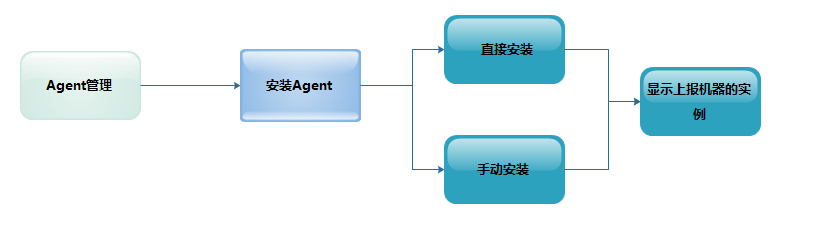 Agent管理
安装Agent
直接安装
手动安装
显示上报机器的实
例